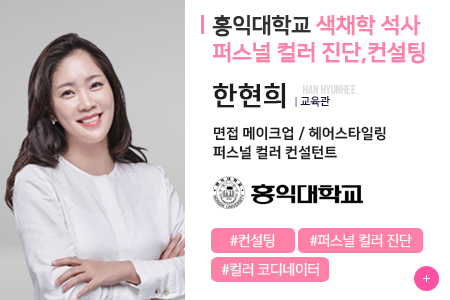 홍익대학교 색채학 석사
퍼스널 컬러 진단,컨설팅
한현희 HAN HYUNHEE
| 교육관
면접 메이크업 / 헤어스타일링
퍼스널 컬러 컨설턴트
홍익대학교
#컨설팅 #퍼스널 컬러 진단
#컬러 코디네이터
+